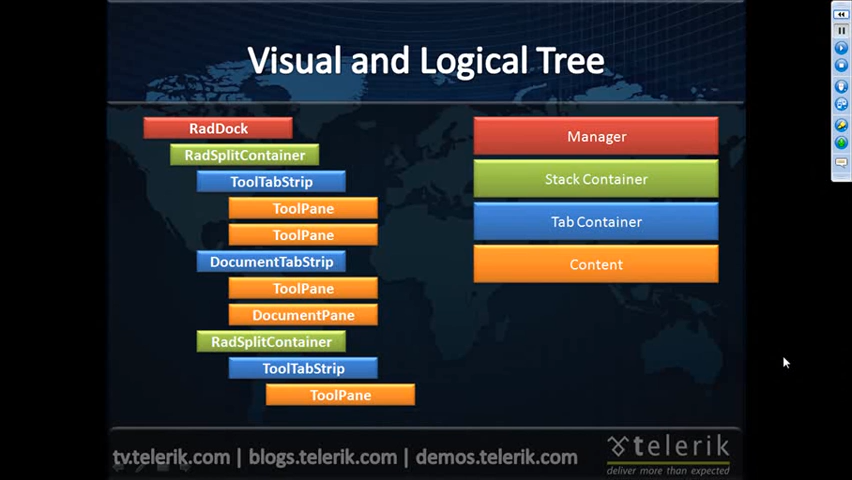 Visual and Logical Tree
RadDock
RadSplitContainer
ToolTabStrip
ToolPane
ToolPane
DocumentTabStrip
ToolPane
DocumentPane
RadSplitContainer
ToolTabStrip
ToolPane
Manager
Stack Container
Tab Container
Content
tv.telerik.com | blogs.telerik.com | demos.telerik.com
telerik
deliver more than expected